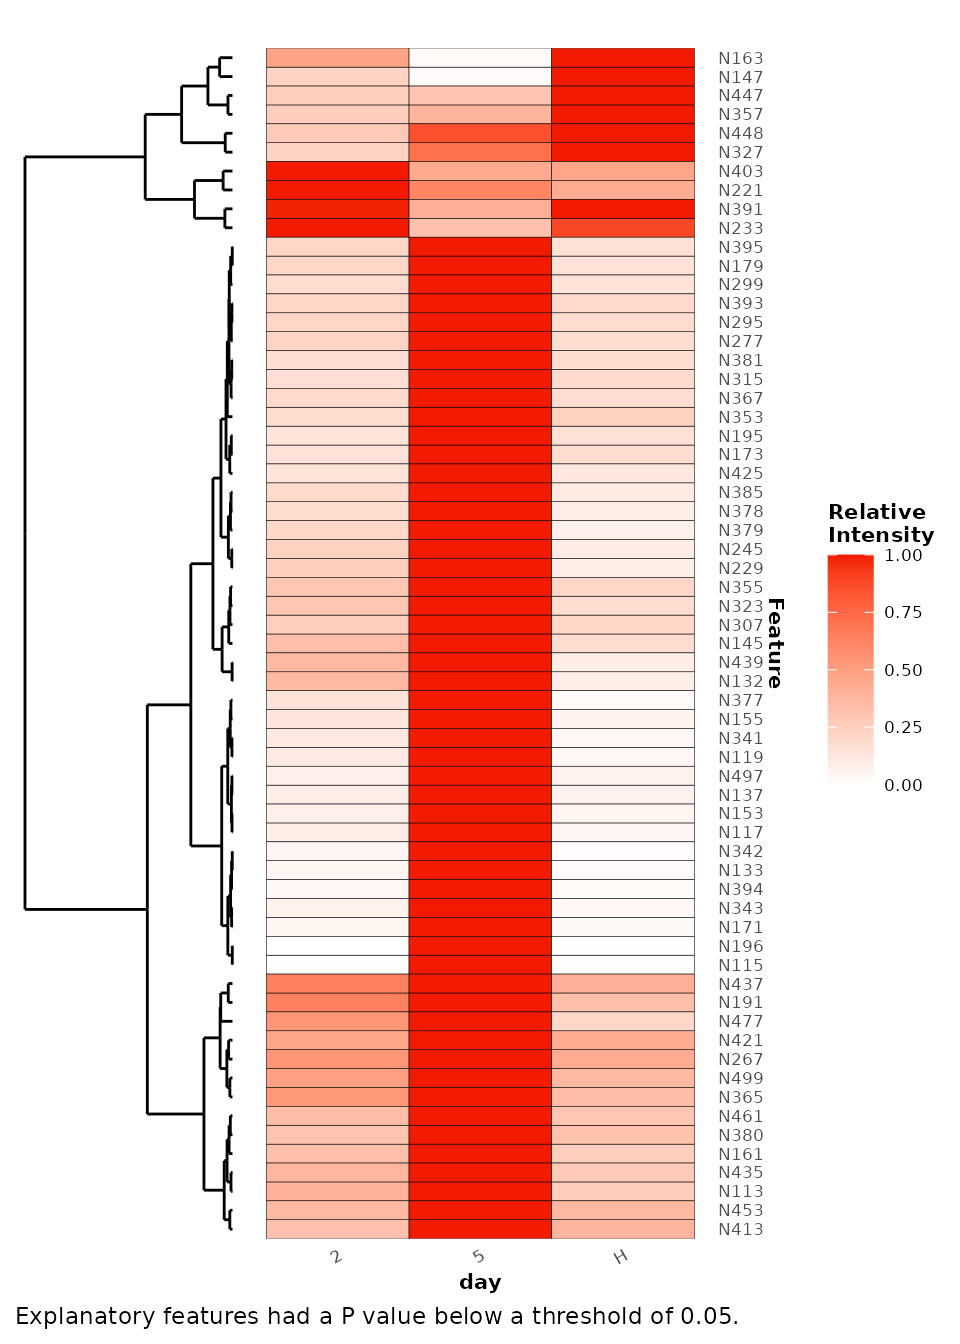 N163
N147
N447
N357
N448
N327
N403
N221
N391
N233
N395
N179
N299
N393
N295
N277
N381
N315
N367
N353
N195
N173
N425
N385
N378
N379
N245
N229
N355
N323
N307
N145
N439
N132
N377
N155
N341
N119
N497
N137
N153
N117
N342
N133
N394
N343
N171
N196
N115
N437
N191
N477
N421
N267
N499
N365
N461
N380
N161
N435
N113
N453
N413
Feature
Relative
Intensity
1.00
0.75
0.50
0.25
0.00
2 5 H
day
Explanatory features had a P value below a threshold of 0.05.